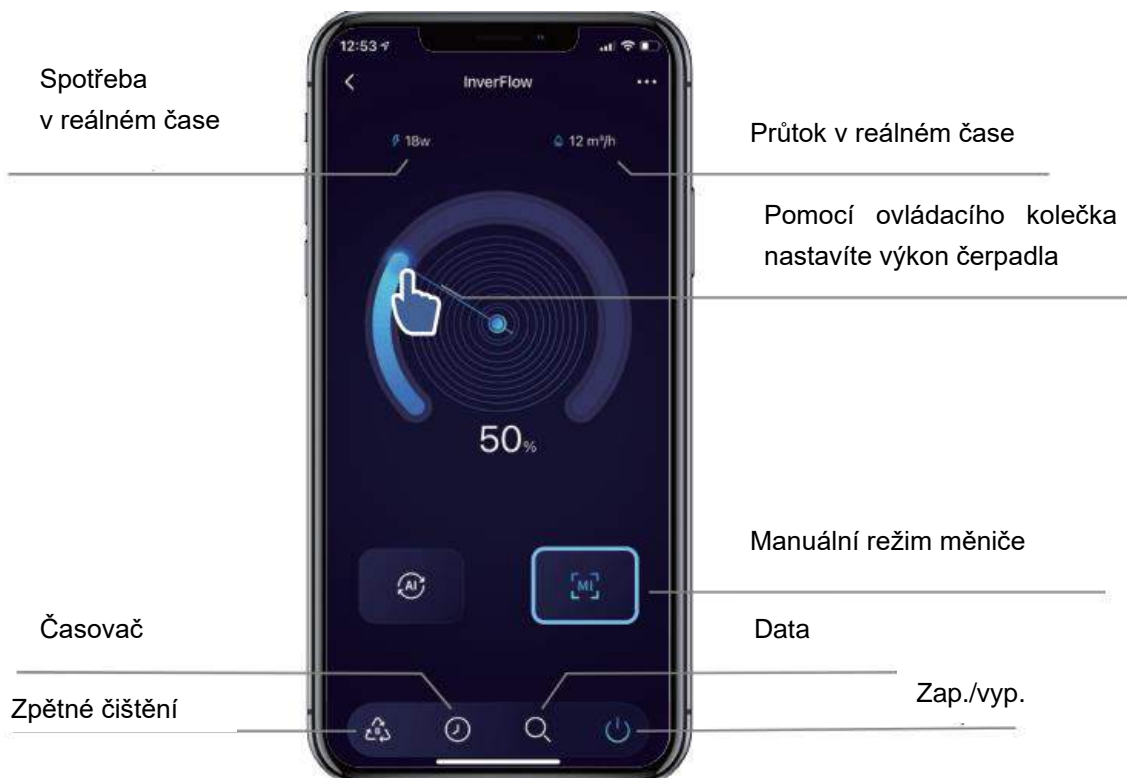 12:53
InverFlow
Spotřeba
v reálném čase
18w
12 m³/h
Průtok v reálném čase
Pomocí ovládacího kolečka
nastavíte výkon čerpadla
50%
Manuální režim měniče
AI
MI
Časovač
Data
Zpětné čištění
Zap./vyp.